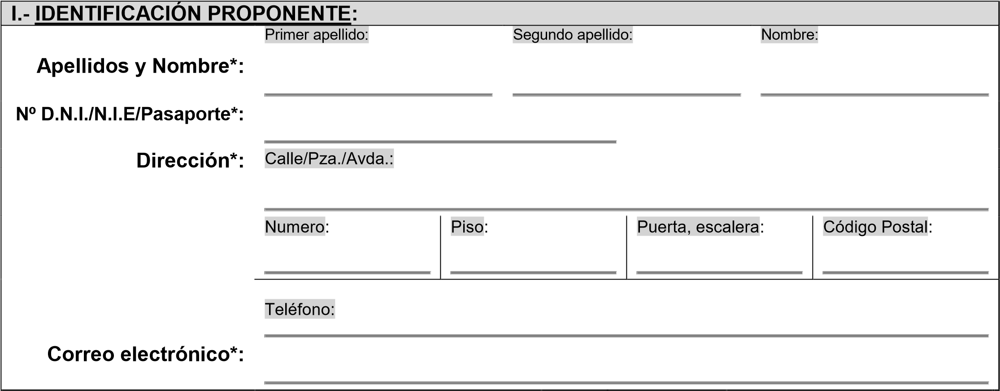 I.- IDENTIFICACIÓN PROPONENTE:
Primer apellido: Segundo apellido: Nombre:
Apellidos y Nombre*:
Nº D.N.I./N.I.E/Pasaporte*:
Dirección*: Calle/Pza./Avda.:
Numero: Piso: Puerta, escalera: Código Postal:
Teléfono:
Correo electrónico*: